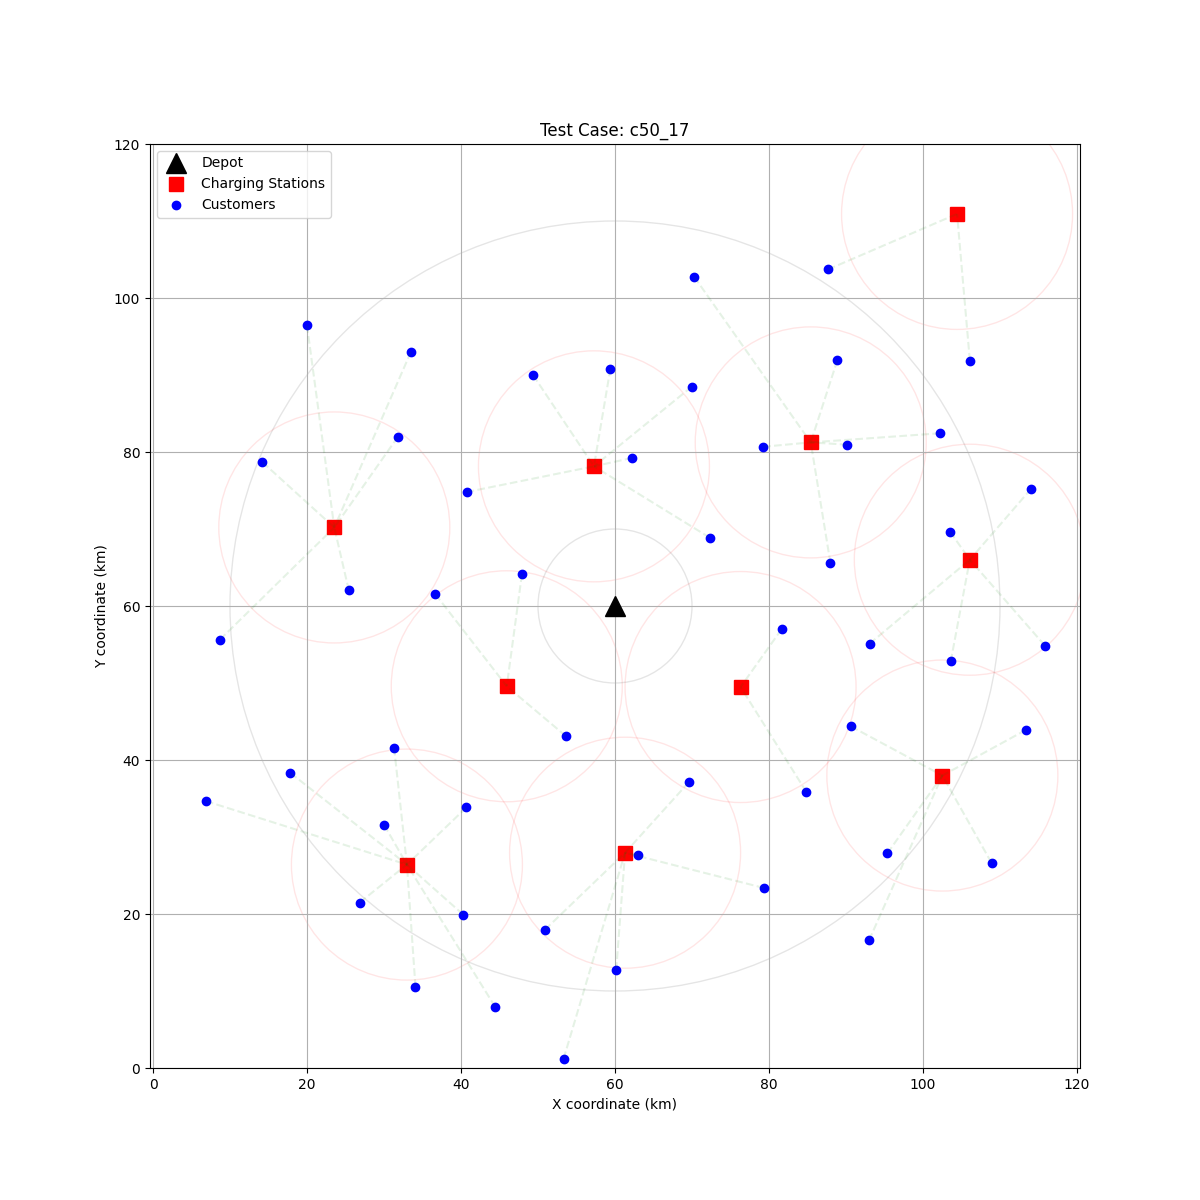 Test Case: c50_17
Depot
Charging Stations
Customers
120
100
80
60
40
20
0
Y coordinate (km)
0 20 40 60 80 100 120
X coordinate (km)